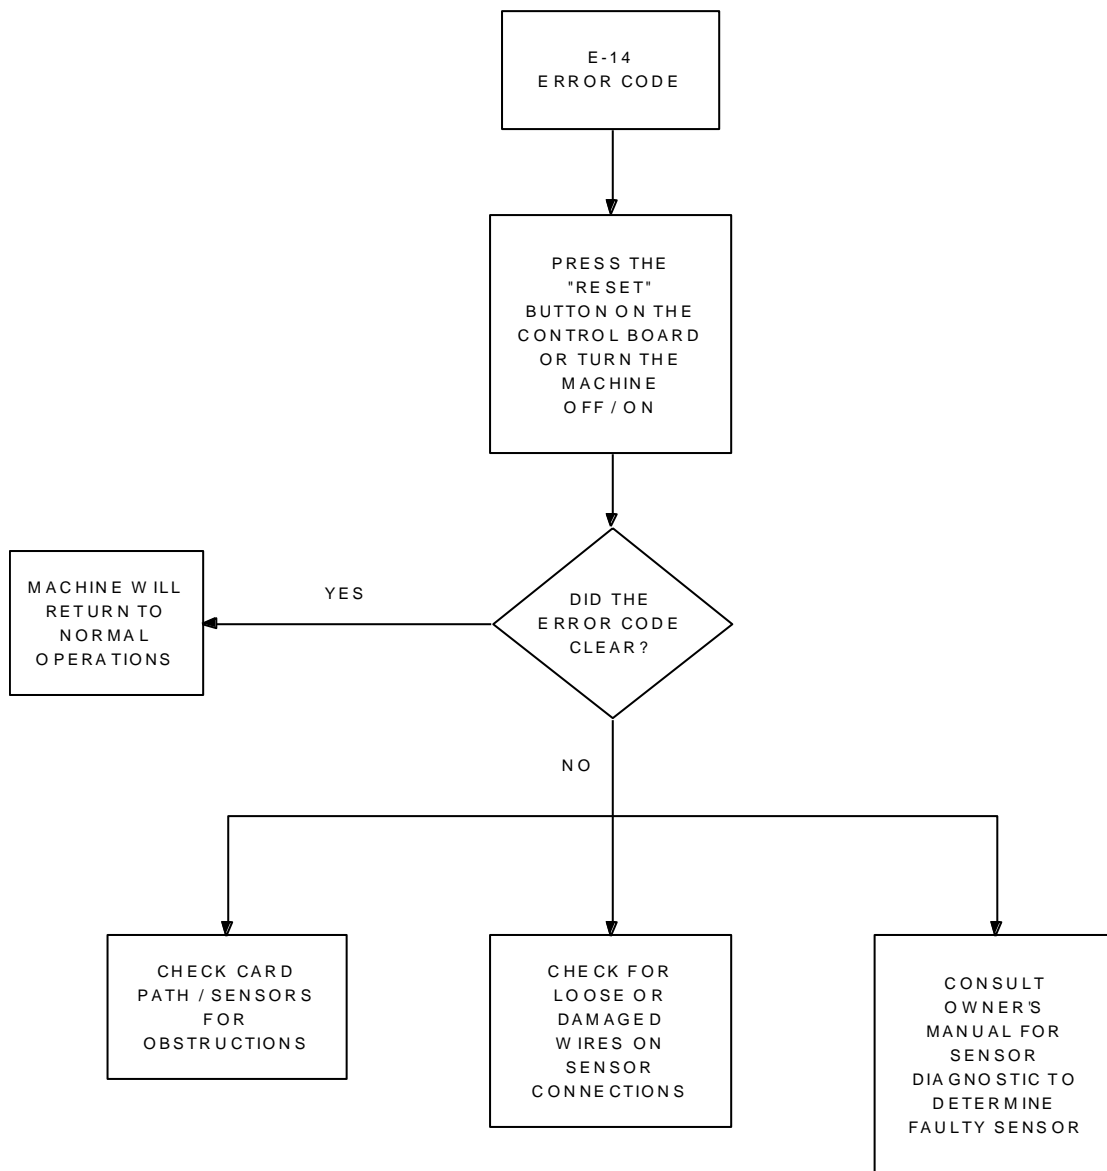 E-14
ERROR CODE
PRESS THE
"RESET"
BUTTON ON THE
CONTROL BOARD
OR TURN THE
MACHINE
OFF / ON
MACHINE WILL
RETURN TO
NORMAL
OPERATIONS
YES
DID THE
ERROR CODE
CLEAR?
NO
CHECK CARD
PATH / SENSORS
FOR
OBSTRUCTIONS
CHECK FOR
LOOSE OR
DAMAGED
WIRES ON
SENSOR
CONNECTIONS
CONSULT
OWNER'S
MANUAL FOR
SENSOR
DIAGNOSTIC TO
DETERMINE
FAULTY SENSOR